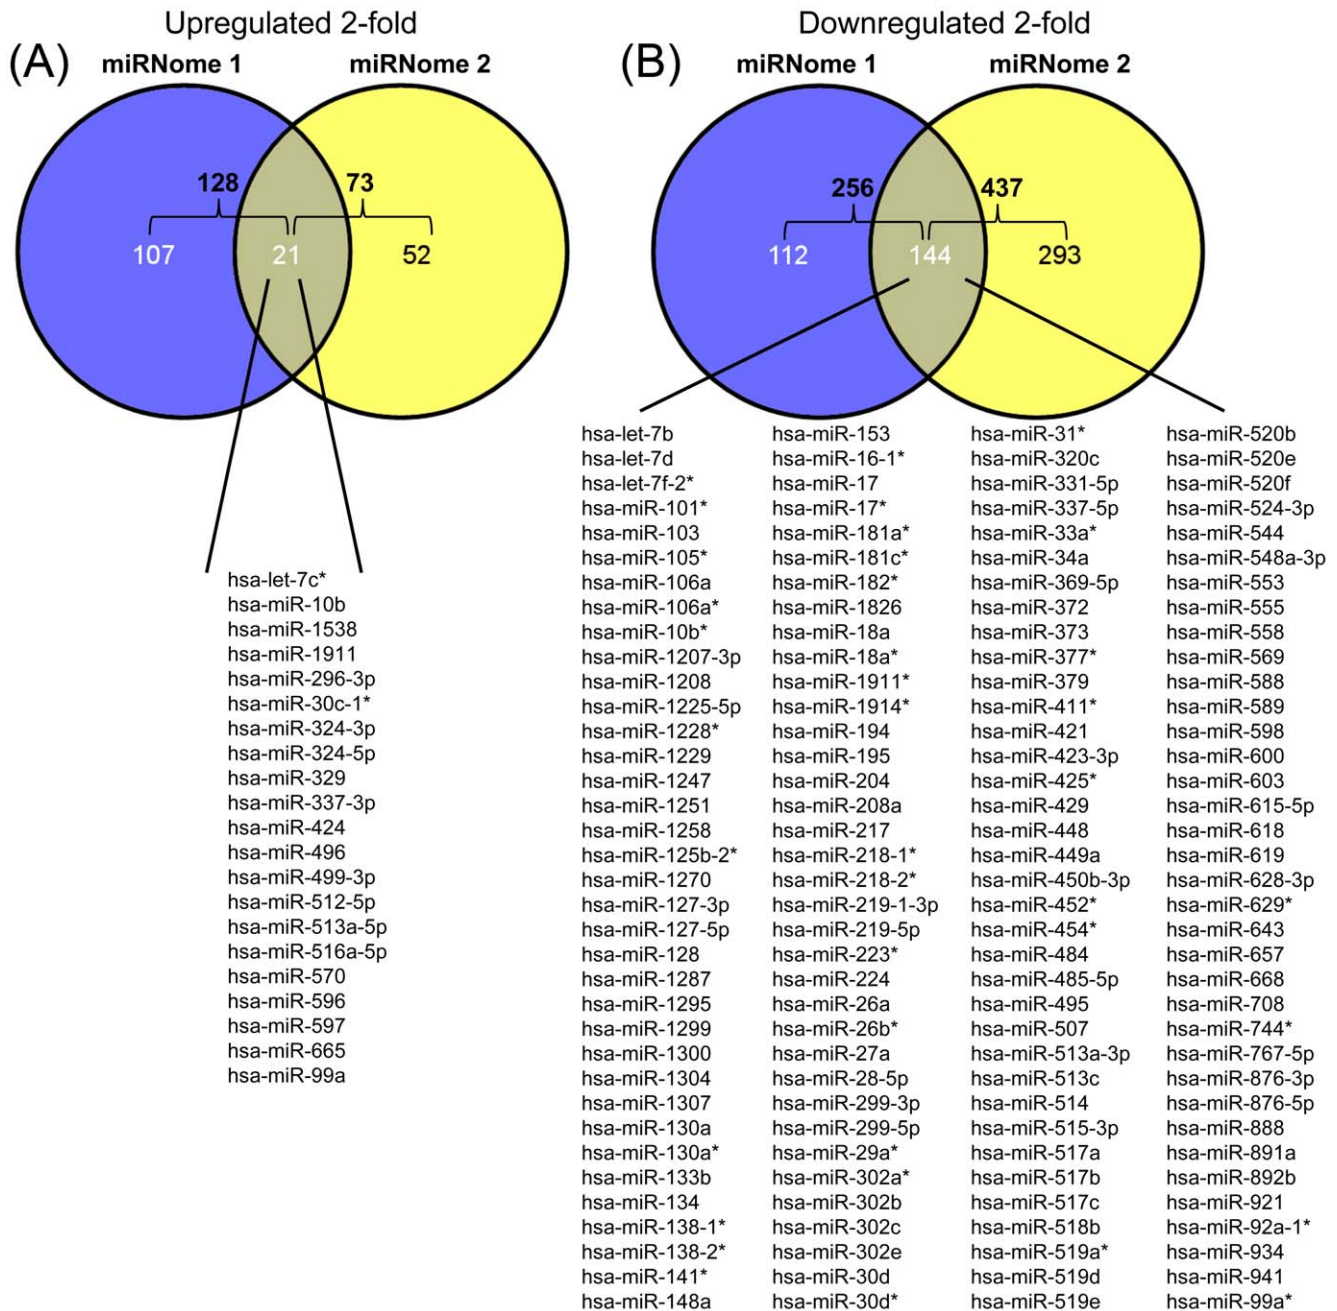 Upregulated 2-fold
(A)
miRNome 1
miRNome 2
128
73
107
21
52
hsa-let-7c*
hsa-miR-10b
hsa-miR-1538
hsa-miR-1911
hsa-miR-296-3p
hsa-miR-30c-1*
hsa-miR-324-3p
hsa-miR-324-5p
hsa-miR-329
hsa-miR-337-3p
hsa-miR-424
hsa-miR-496
hsa-miR-499-3p
hsa-miR-512-5p
hsa-miR-513a-5p
hsa-miR-516a-5p
hsa-miR-570
hsa-miR-596
hsa-miR-597
hsa-miR-665
hsa-miR-99a
Downregulated 2-fold
(B)
miRNome 1
miRNome 2
256
437
112
144
293
hsa-let-7b
hsa-let-7d
hsa-let-7f-2*
hsa-miR-101*
hsa-miR-103
hsa-miR-105*
hsa-miR-106a
hsa-miR-106a*
hsa-miR-10b*
hsa-miR-1207-3p
hsa-miR-1208
hsa-miR-1225-5p
hsa-miR-1228*
hsa-miR-1229
hsa-miR-1247
hsa-miR-1251
hsa-miR-1258
hsa-miR-125b-2*
hsa-miR-1270
hsa-miR-127-3p
hsa-miR-127-5p
hsa-miR-128
hsa-miR-1287
hsa-miR-1295
hsa-miR-1299
hsa-miR-1300
hsa-miR-1304
hsa-miR-1307
hsa-miR-130a
hsa-miR-130a*
hsa-miR-133b
hsa-miR-134
hsa-miR-138-1*
hsa-miR-138-2*
hsa-miR-141*
hsa-miR-148a
hsa-miR-153
hsa-miR-16-1*
hsa-miR-17
hsa-miR-17*
hsa-miR-181a*
hsa-miR-181c*
hsa-miR-182*
hsa-miR-1826
hsa-miR-18a
hsa-miR-18a*
hsa-miR-1911*
hsa-miR-1914*
hsa-miR-194
hsa-miR-195
hsa-miR-204
hsa-miR-208a
hsa-miR-217
hsa-miR-218-1*
hsa-miR-218-2*
hsa-miR-219-1-3p
hsa-miR-219-5p
hsa-miR-223*
hsa-miR-224
hsa-miR-26a
hsa-miR-26b*
hsa-miR-27a
hsa-miR-28-5p
hsa-miR-299-3p
hsa-miR-299-5p
hsa-miR-29a*
hsa-miR-302a*
hsa-miR-302b
hsa-miR-302c
hsa-miR-302e
hsa-miR-30d
hsa-miR-30d*
hsa-miR-31*
hsa-miR-320c
hsa-miR-331-5p
hsa-miR-337-5p
hsa-miR-33a*
hsa-miR-34a
hsa-miR-369-5p
hsa-miR-372
hsa-miR-373
hsa-miR-377*
hsa-miR-379
hsa-miR-411*
hsa-miR-421
hsa-miR-423-3p
hsa-miR-425*
hsa-miR-429
hsa-miR-448
hsa-miR-449a
hsa-miR-450b-3p
hsa-miR-452*
hsa-miR-454*
hsa-miR-484
hsa-miR-485-5p
hsa-miR-495
hsa-miR-507
hsa-miR-513a-3p
hsa-miR-513c
hsa-miR-514
hsa-miR-515-3p
hsa-miR-517a
hsa-miR-517b
hsa-miR-517c
hsa-miR-518b
hsa-miR-519a*
hsa-miR-519d
hsa-miR-519e
hsa-miR-520b
hsa-miR-520e
hsa-miR-520f
hsa-miR-524-3p
hsa-miR-544
hsa-miR-548a-3p
hsa-miR-553
hsa-miR-555
hsa-miR-558
hsa-miR-569
hsa-miR-588
hsa-miR-589
hsa-miR-598
hsa-miR-600
hsa-miR-603
hsa-miR-615-5p
hsa-miR-618
hsa-miR-619
hsa-miR-628-3p
hsa-miR-629*
hsa-miR-643
hsa-miR-657
hsa-miR-668
hsa-miR-708
hsa-miR-744*
hsa-miR-767-5p
hsa-miR-876-3p
hsa-miR-876-5p
hsa-miR-888
hsa-miR-891a
hsa-miR-892b
hsa-miR-921
hsa-miR-92a-1*
hsa-miR-934
hsa-miR-941
hsa-miR-99a*